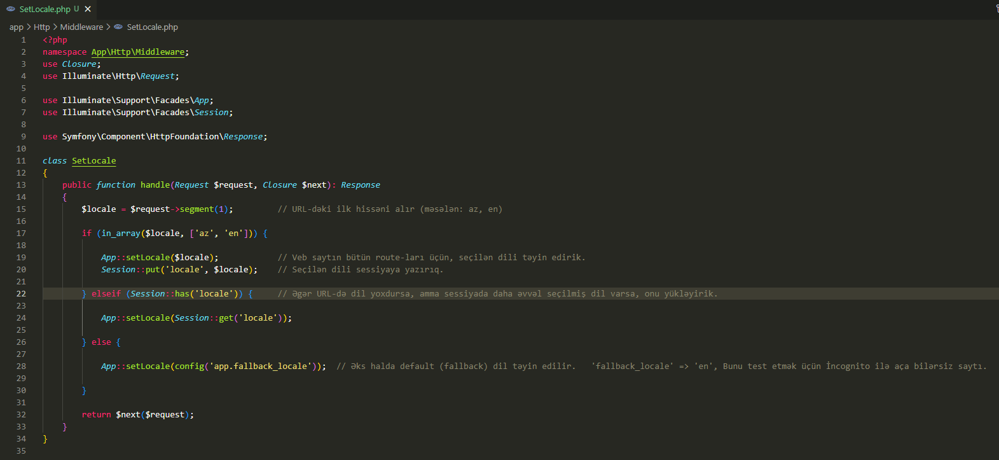 SetLocale.php U
app > Http > Middleware > SetLocale.php
1 <?php
2 namespace App\Http\Middleware;
3 use Closure;
4 use Illuminate\Http\Request;
5
6 use Illuminate\Support\Facades\App;
7 use Illuminate\Support\Facades\Session;
8
9 use Symfony\Component\HttpFoundation\Response;
10
11 class SetLocale
12 {
13 public function handle(Request $request, Closure $next): Response
14 {
15 $locale = $request->segment(1); // URL-dəki ilk hissəni alır (məsələn: az, en)
16
17 if (in_array($locale, ['az', 'en'])) {
18
19 App::setLocale($locale); // Veb saytın bütün route-ları üçün, seçilən dili təyin edirik.
20 Session::put('locale', $locale); // Seçilən dili sessiyaya yazırıq.
21
22 } elseif (Session::has('locale')) { // Əgər URL-də dil yoxdursa, amma sessiyada daha əvvəl seçilmiş dil varsa, onu yükləyirik.
23
24 App::setLocale(Session::get('locale'));
25
26 } else {
27
28 App::setLocale(config('app.fallback_locale')); // Əks halda default (fallback) dil təyin edilir. 'fallback_locale' => 'en', Bunu test etmək üçün İncognito ilə aça bilərsiz saytı.
29
30 }
31
32 return $next($request);
33 }
34 }
35